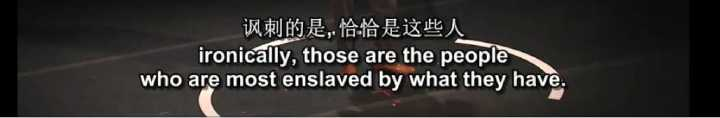 讽刺的是,.恰恰是这些人
ironically, those are the people
who are most enslaved by what they have.